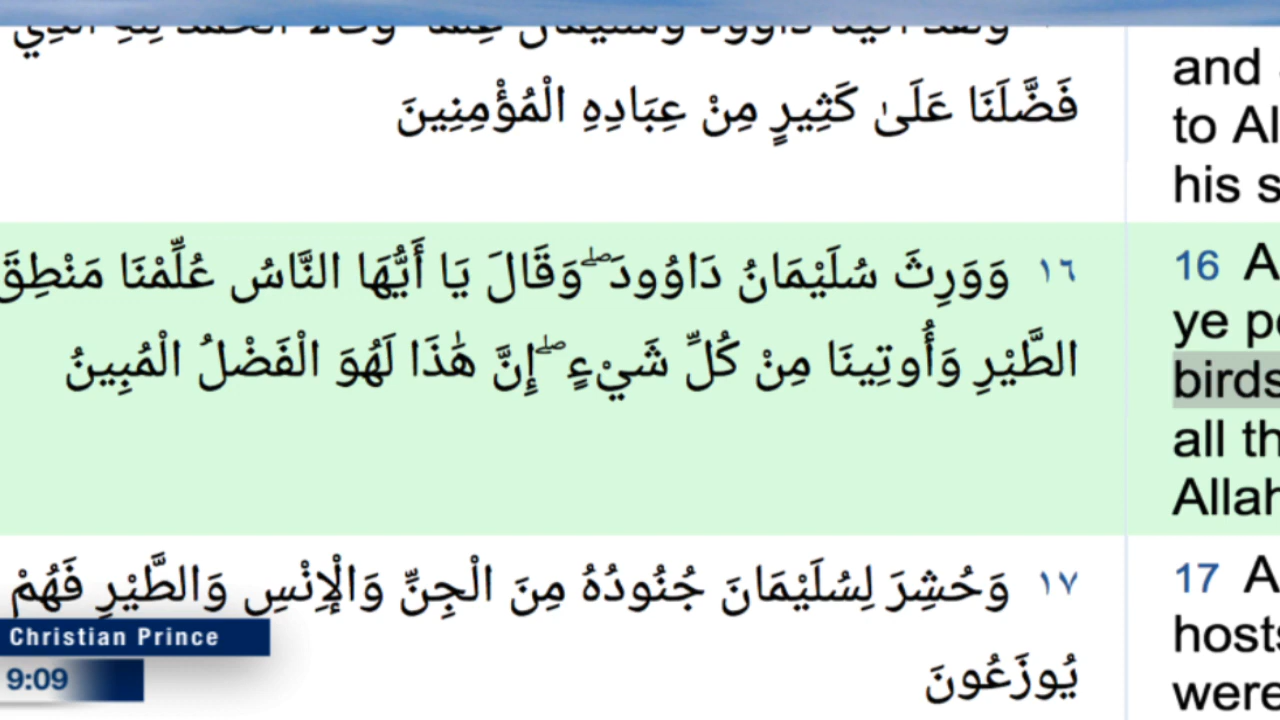 فَضَّلَنَا عَلَىٰ كَثِيرٍ مِنْ عِبَادِهِ الْمُؤْمِنِينَ
١٦ وَوَرِثَ سُلَيْمَانُ دَاوُودَ ۖ وَقَالَ يَا أَيُّهَا النَّاسُ عُلِّمْنَا مَنْطِقَ
الطَّيْرِ وَأُوتِينَا مِنْ كُلِّ شَيْءٍ ۖ إِنَّ هَٰذَا لَهُوَ الْفَضْلُ الْمُبِينُ
١٧ وَحُشِرَ لِسُلَيْمَانَ جُنُودُهُ مِنَ الْجِنِّ وَالْإِنْسِ وَالطَّيْرِ فَهُمْ
يُوزَعُونَ
and
to Al
his s
16 A
ye p
birds
all th
Allah
17 A
hosts
were
Christian Prince
9:09